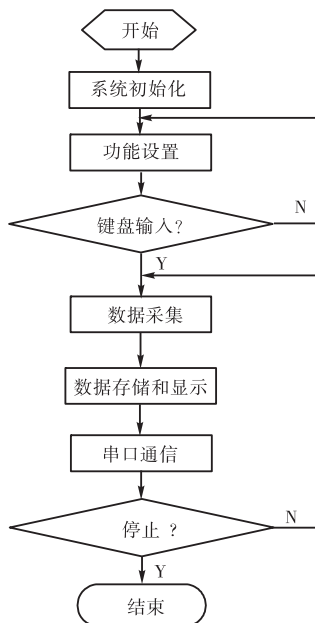 开始
系统初始化
功能设置
键盘输入?
N
Y
数据采集
数据存储和显示
串口通信
停止 ?
N
Y
结束